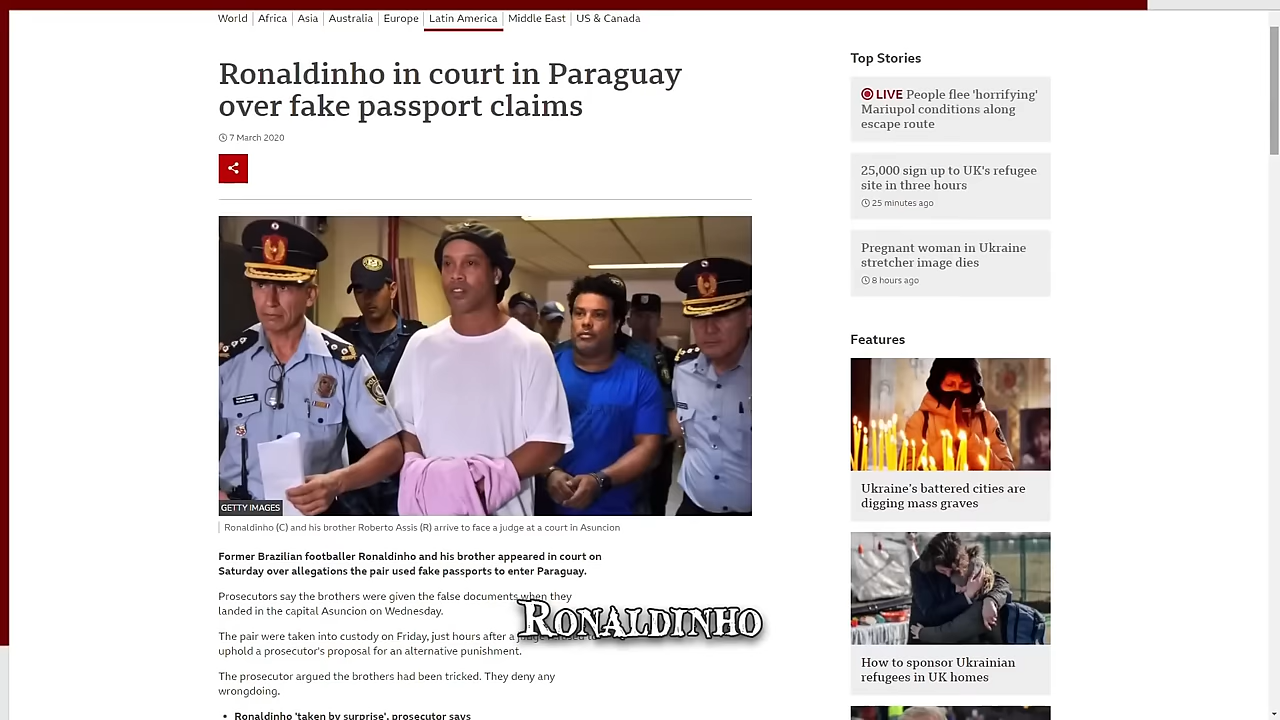 World
Africa
Asia
Australia
Europe
Latin America
Middle East
US & Canada
Ronaldinho in court in Paraguay
over fake passport claims
7 March 2020
GETTY IMAGES
Ronaldinho (C) and his brother Roberto Assis (R) arrive to face a judge at a court in Asuncion
Former Brazilian footballer Ronaldinho and his brother appeared in court on
Saturday over allegations the pair used fake passports to enter Paraguay.
Prosecutors say the brothers were given the false documents when they
landed in the capital Asuncion on Wednesday.
The pair were taken into custody on Friday, just hours after a
uphold a prosecutor's proposal for an alternative punishment.
The prosecutor argued the brothers had been tricked. They deny any
wrongdoing.
• Ronaldinho 'taken by surprise', prosecutor says
RONALDINHO
Top Stories
LIVE People flee 'horrifying'
Mariupol conditions along
escape route
25,000 sign up to UK's refugee
site in three hours
25 minutes ago
Pregnant woman in Ukraine
stretcher image dies
8 hours ago
Features
Ukraine's battered cities are
digging mass graves
How to sponsor Ukrainian
refugees in UK homes